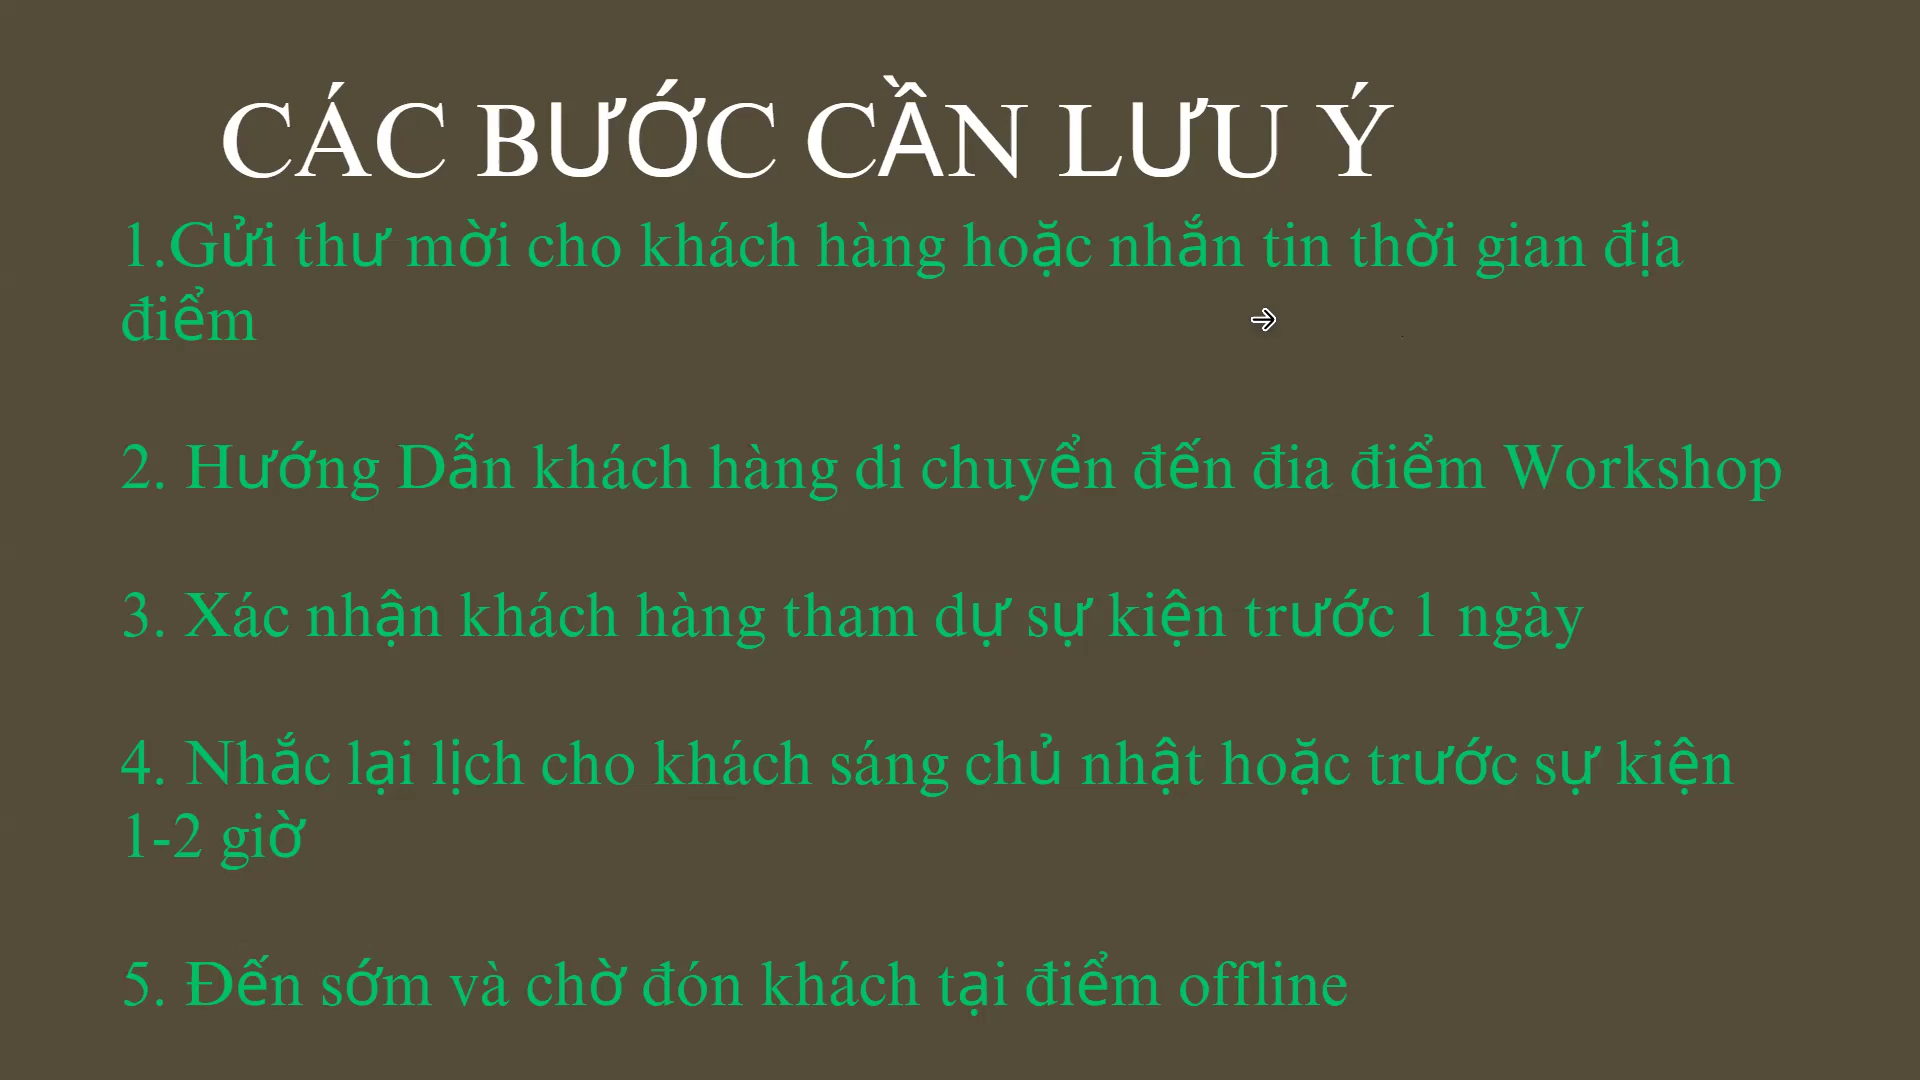 CÁC BƯỚC CẦN LƯU Ý
1.Gửi thư mời cho khách hàng hoặc nhắn tin thời gian địa
điểm
2. Hướng Dẫn khách hàng di chuyển đến đia điểm Workshop
3. Xác nhận khách hàng tham dự sự kiện trước 1 ngày
4. Nhắc lại lịch cho khách sáng chủ nhật hoặc trước sự kiện
1-2 giờ
5. Đến sớm và chờ đón khách tại điểm offline